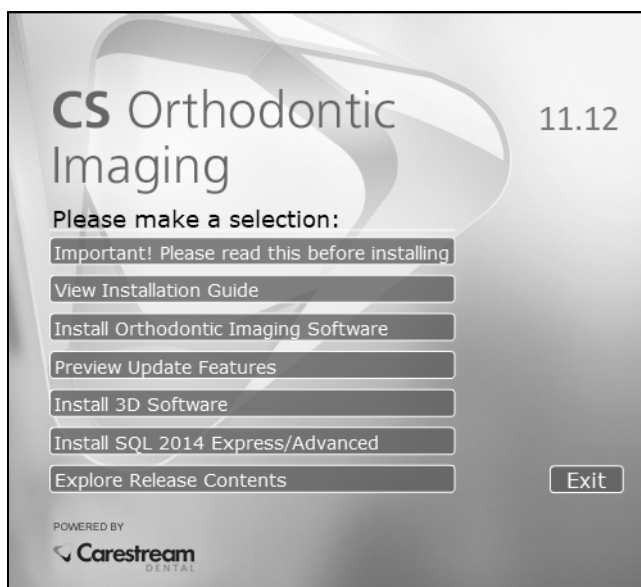 CS Orthodontic
Imaging
11.12
Please make a selection:
Important! Please read this before installing
View Installation Guide
Install Orthodontic Imaging Software
Preview Update Features
Install 3D Software
Install SQL 2014 Express/Advanced
Explore Release Contents
Exit
POWERED BY
Carestream
DENTAL